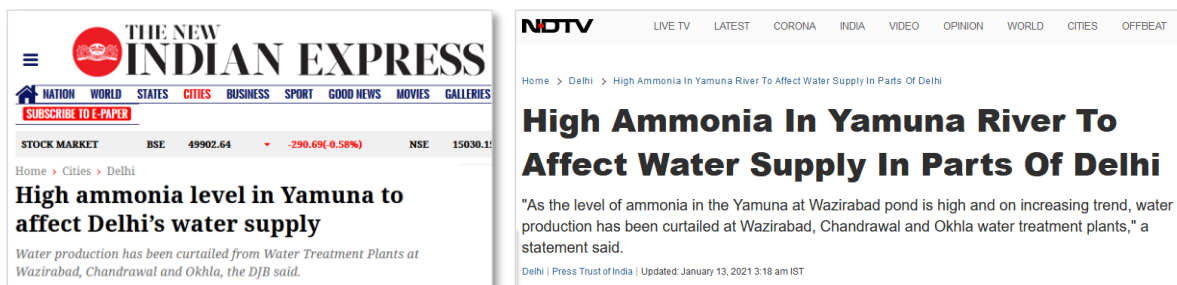 THE NEW
INDIAN EXPRESS
NATION WORLD STATES CITIES BUSINESS SPORT GOOD NEWS MOVIES GALLERIES
SUBSCRIBE TO E-PAPER
STOCK MARKET BSE 49902.64 -290.69(-0.58%) NSE 15030.15
Home > Cities > Delhi
High ammonia level in Yamuna to
affect Delhi's water supply
Water production has been curtailed from Water Treatment Plants at
Wazirabad, Chandrawal and Okhla, the DJB said.
NDTV LIVE TV LATEST CORONA INDIA VIDEO OPINION WORLD CITIES OFFBEAT
Home > Delhi > High Ammonia In Yamuna River To Affect Water Supply In Parts Of Delhi
High Ammonia In Yamuna River To
Affect Water Supply In Parts Of Delhi
"As the level of ammonia in the Yamuna at Wazirabad pond is high and on increasing trend, water
production has been curtailed at Wazirabad, Chandrawal and Okhla water treatment plants," a
statement said.
Delhi | Press Trust of India | Updated: January 13, 2021 3:18 am IST